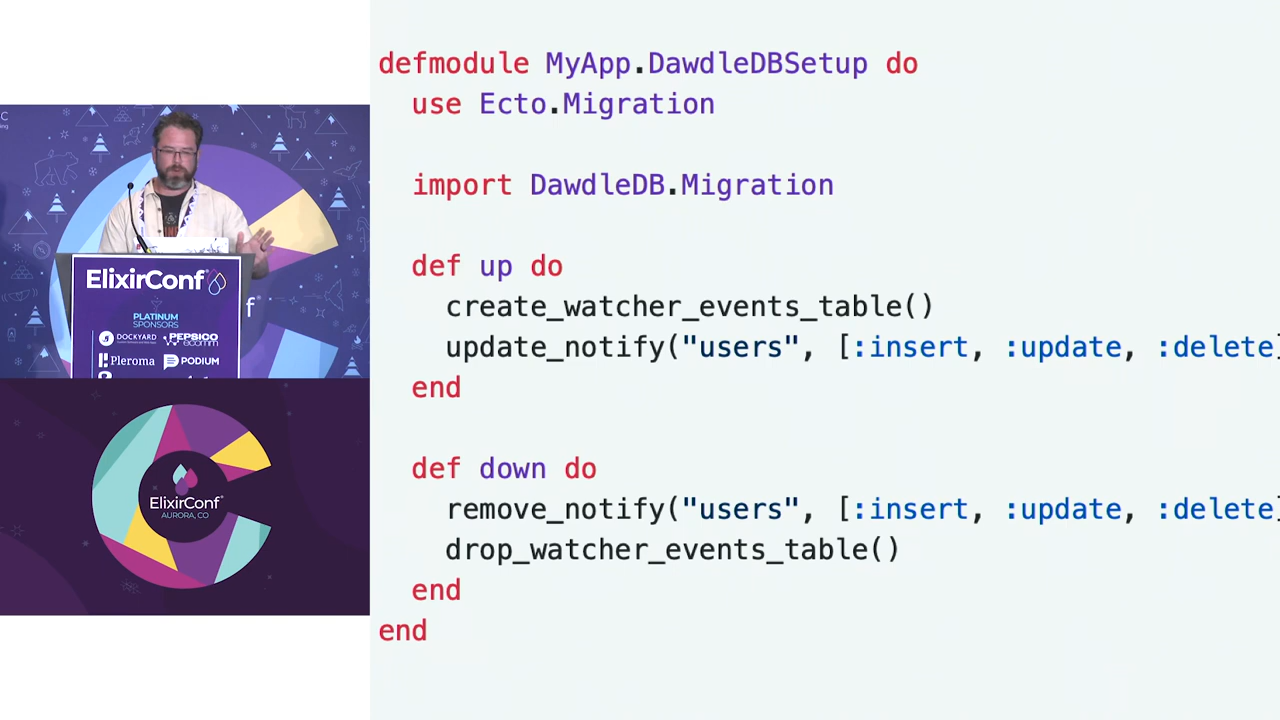 defmodule MyApp.DawdleDBSetup do
use Ecto.Migration
import DawdleDB.Migration
def up do
create_watcher_events_table()
update_notify("users", [:insert, :update, :delete]
end
def down do
remove_notify("users", [:insert, :update, :delete]
drop_watcher_events_table()
end
end
ElixirConf
PLATINUM
SPONSORS
DOCKYARD
PEPSICO
ecomm
Pleroma
PODIUM
ElixirConf
AURORA, CO